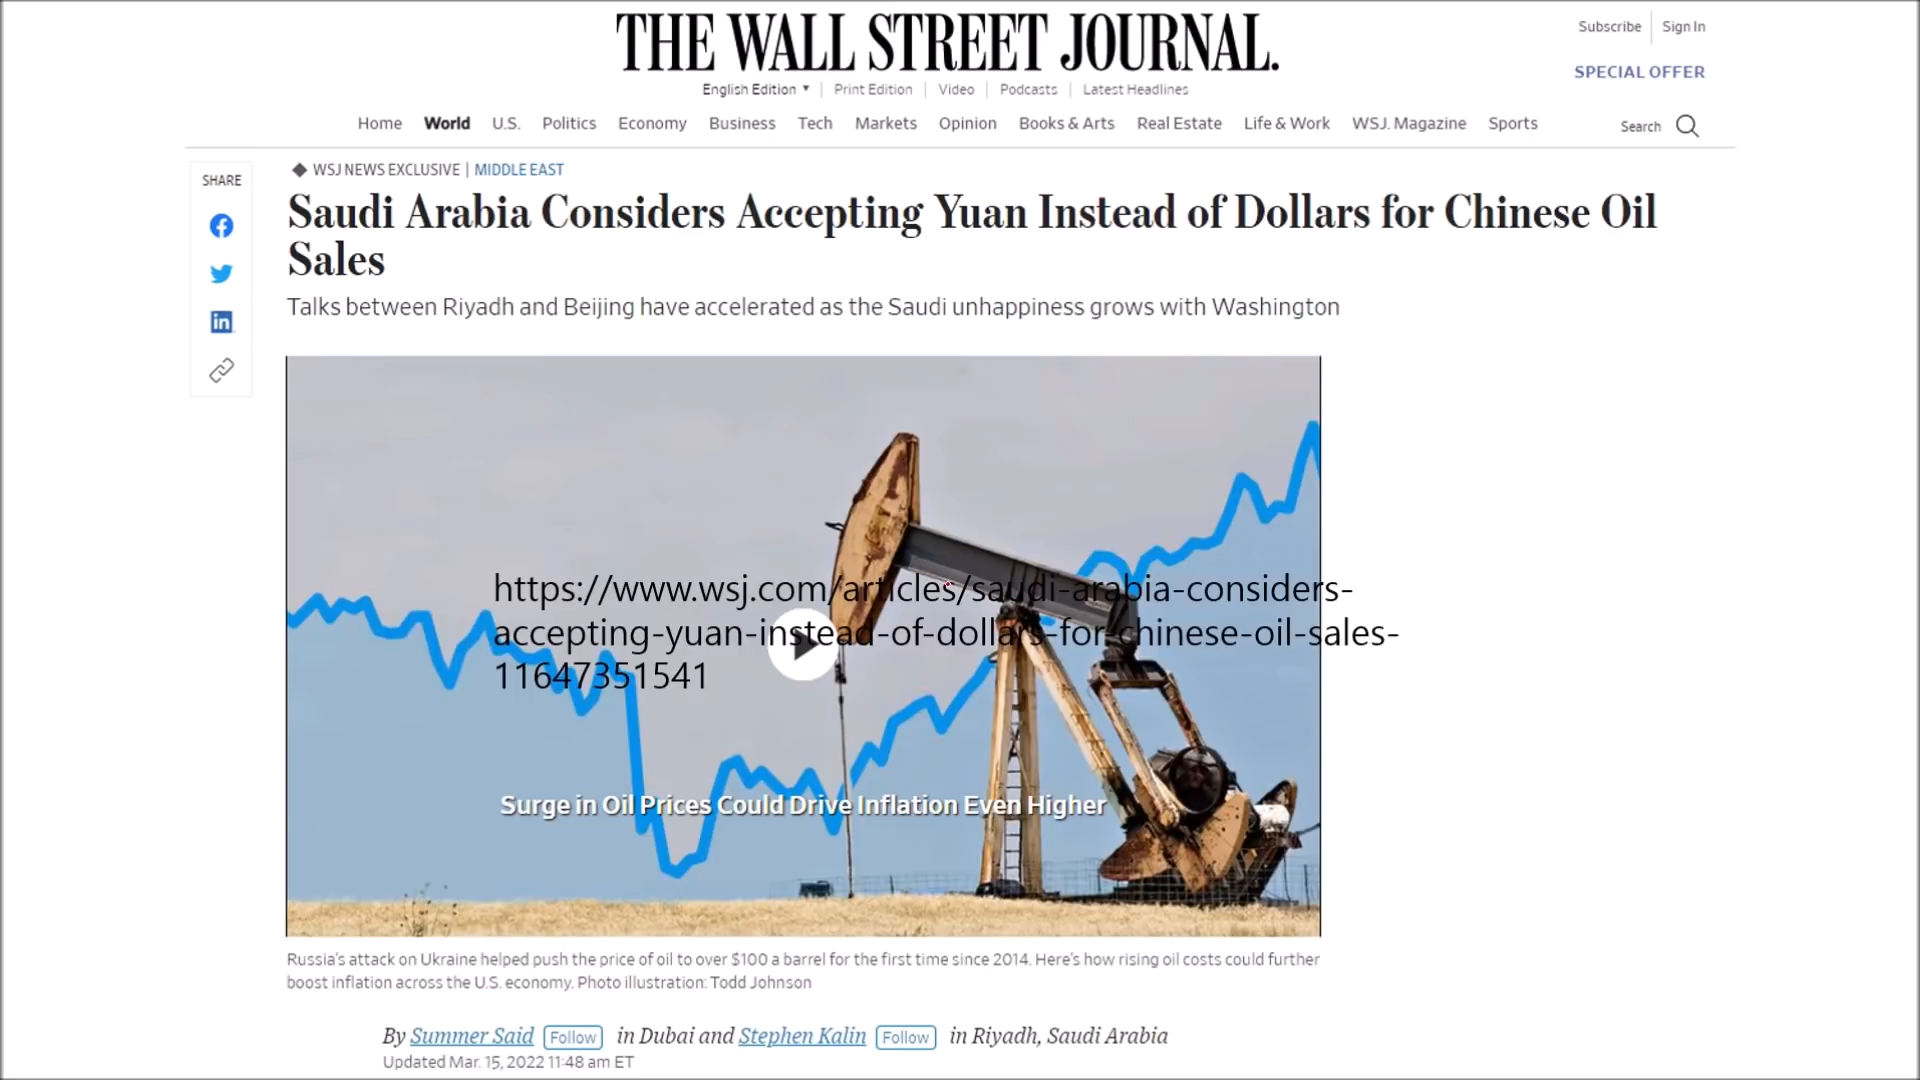 THE WALL STREET JOURNAL.
Subscribe Sign In
SPECIAL OFFER
English Edition Print Edition Video Podcasts Latest Headlines
Home World U.S. Politics Economy Business Tech Markets Opinion Books & Arts Real Estate Life & Work WSJ. Magazine Sports Search
SHARE
WSJ NEWS EXCLUSIVE | MIDDLE EAST
Saudi Arabia Considers Accepting Yuan Instead of Dollars for Chinese Oil
Sales
Talks between Riyadh and Beijing have accelerated as the Saudi unhappiness grows with Washington
https://www.wsj.com/articles/saudi-arabia-considers-
accepting-yuan-instead-of-dollars-for-chinese-oil-sales-
11647351541
Surge in Oil Prices Could Drive Inflation Even Higher
Russia's attack on Ukraine helped push the price of oil to over $100 a barrel for the first time since 2014. Here's how rising oil costs could further
boost inflation across the U.S. economy. Photo illustration: Todd Johnson
By Summer Said Follow in Dubai and Stephen Kalin Follow in Riyadh, Saudi Arabia
Updated Mar. 15, 2022 11:48 am ET